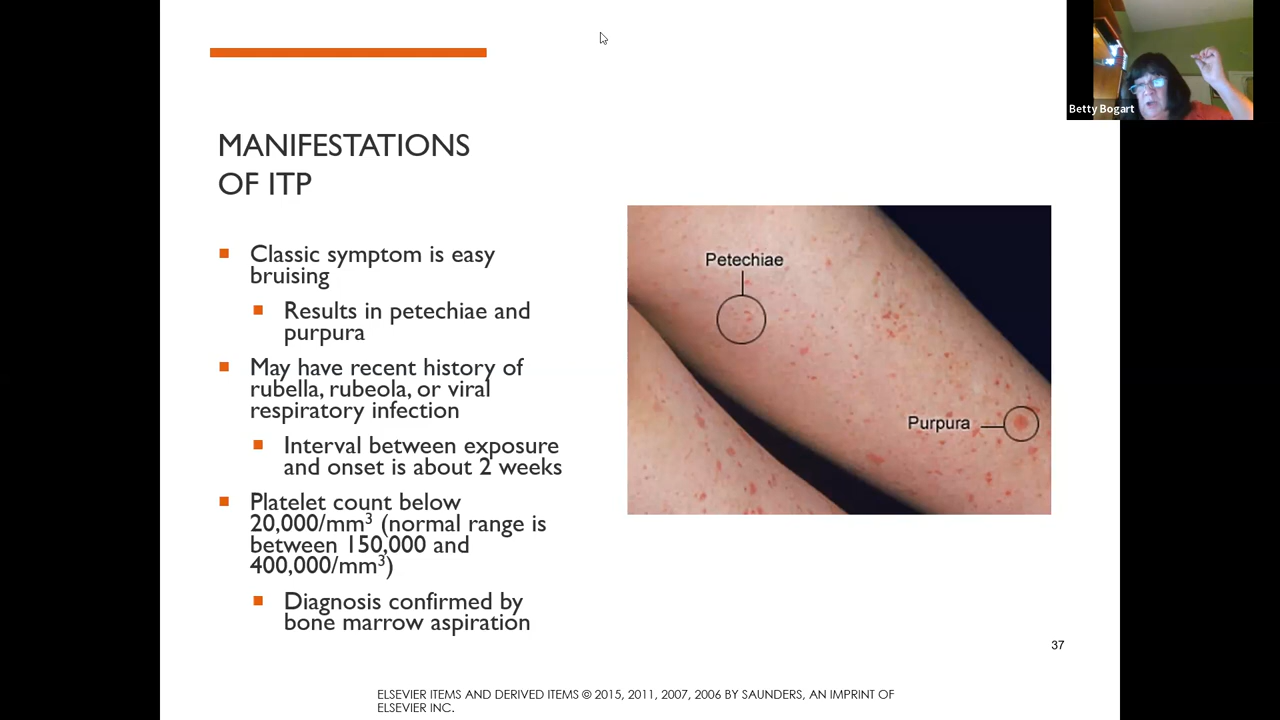 Betty Bogart
MANIFESTATIONS
OF ITP
Classic symptom is easy
bruising
Results in petechiae and
purpura
May have recent history of
rubella, rubeola, or viral
respiratory infection
Interval between exposure
and onset is about 2 weeks
Platelet count below
20,000/mm³ (normal range is
between 150,000 and
400,000/mm³)
Diagnosis confirmed by
bone marrow aspiration
Petechiae
Purpura
37
ELSEVIER ITEMS AND DERIVED ITEMS © 2015, 2011, 2007, 2006 BY SAUNDERS, AN IMPRINT OF
ELSEVIER INC.